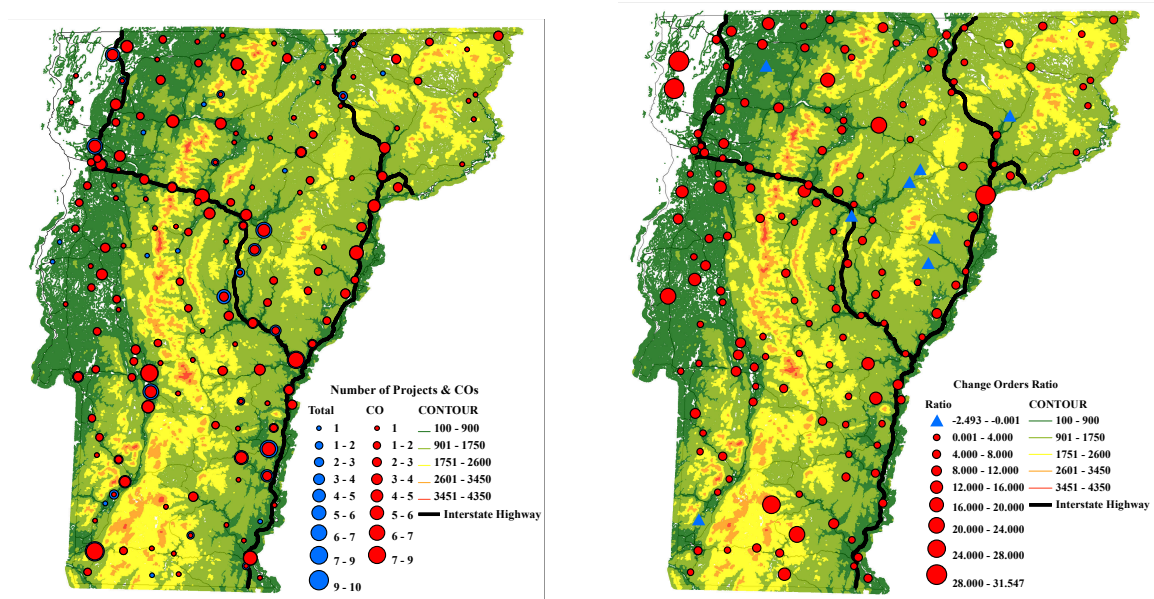 Number of Projects & COs
Total CO CONTOUR
1 1 100 - 900
1 - 2 1 - 2 901 - 1750
2 - 3 2 - 3 1751 - 2600
3 - 4 3 - 4 2601 - 3450
4 - 5 4 - 5 3451 - 4350
5 - 6 5 - 6 Interstate Highway
6 - 7 6 - 7
7 - 9 7 - 9
9 - 10
Change Orders Ratio
Ratio CONTOUR
-2.493 - -0.001 100 - 900
0.001 - 4.000 901 - 1750
4.000 - 8.000 1751 - 2600
8.000 - 12.000 2601 - 3450
12.000 - 16.000 3451 - 4350
16.000 - 20.000 Interstate Highway
20.000 - 24.000
24.000 - 28.000
28.000 - 31.547